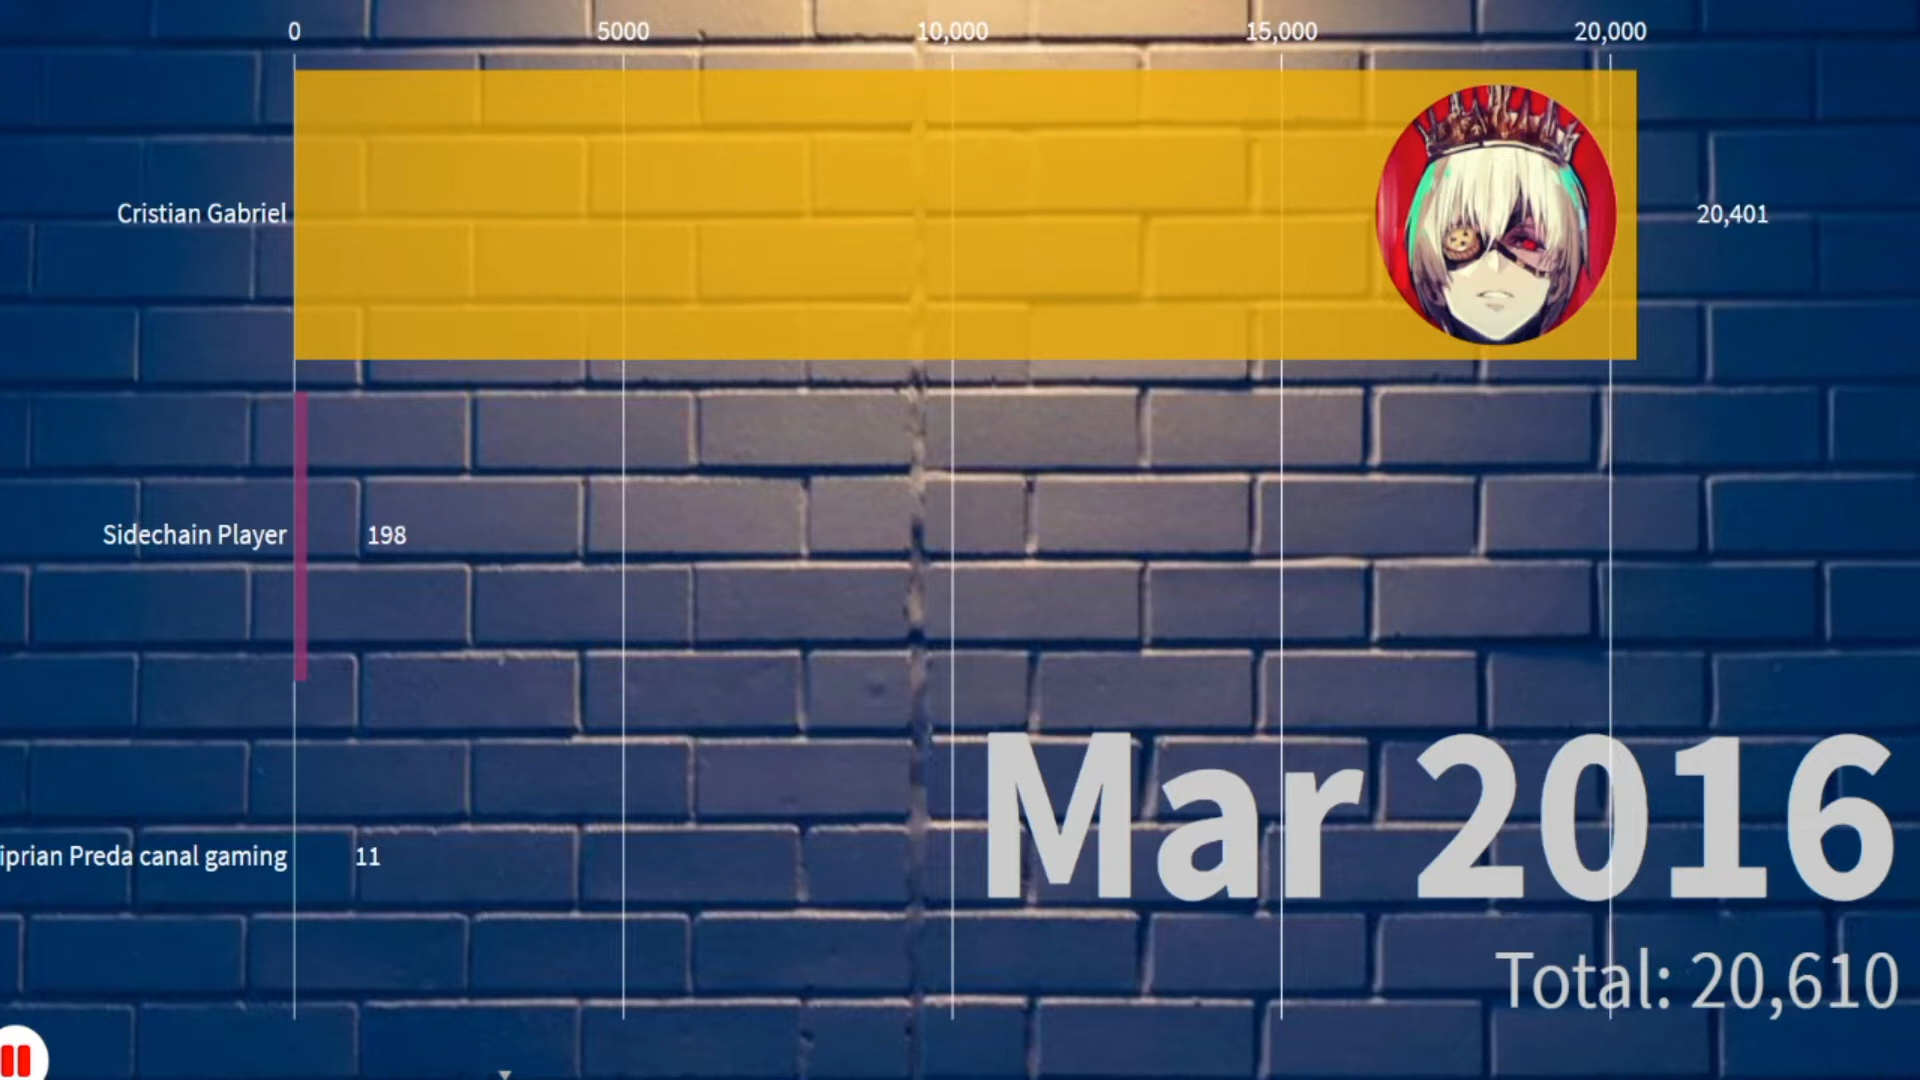 0 5000 10,000 15,000 20,000
Cristian Gabriel 20,401
Sidechain Player 198
iprian Preda canal gaming 11
Mar 2016
Total: 20,610